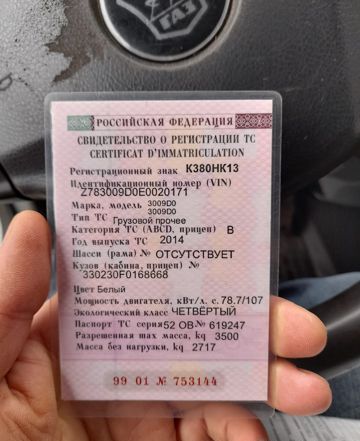 ГАЗ
РОССИЙСКАЯ ФЕДЕРАЦИЯ
СВИДЕТЕЛЬСТВО О РЕГИСТРАЦИИ ТС
CERTIFICAT D'IMMATRICULATION
Регистрационный знак К380НК13
Идентификационный номер (VIN)
Z783009D0E0020171
Марка, модель 3009D0
3009D0
Тип ТС Грузовой прочее
Категория ТС (ABCD, прицеп) В
Год выпуска ТС 2014
Шасси (рама) № ОТСУТСТВУЕТ
Кузов (кабина, прицеп) №
330230F0168668
Цвет Белый
Мощность двигателя, кВт/л. с. 78.7/107
Экологический класс ЧЕТВЁРТЫЙ
Паспорт ТС серия 52 ОВ № 619247
Разрешенная max масса, kg 3500
Масса без нагрузки, kg 2717
99 01 № 753144